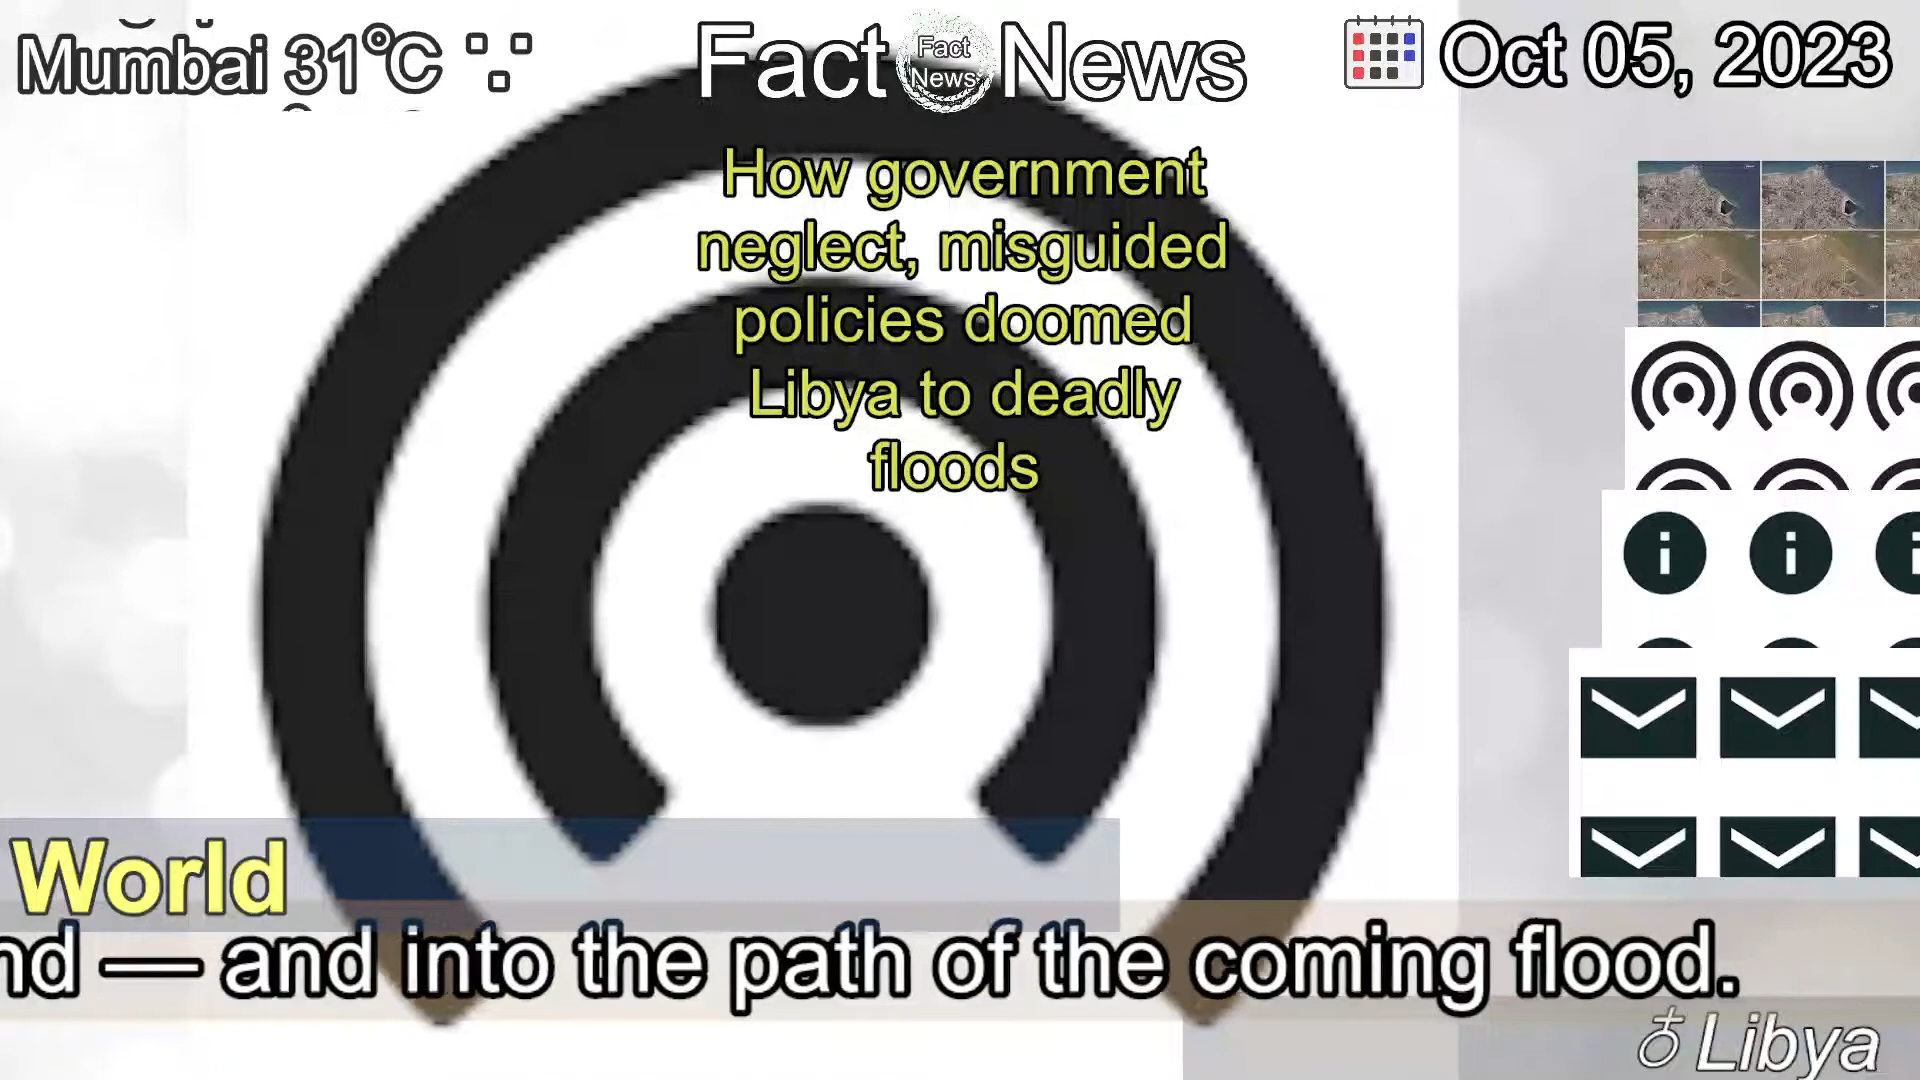 Mumbai 31°C
Fact
Fact
News
News
Oct 05, 2023
How government
neglect, misguided
policies doomed
Libya to deadly
floods
World
— and into the path of the coming flood.
Libya